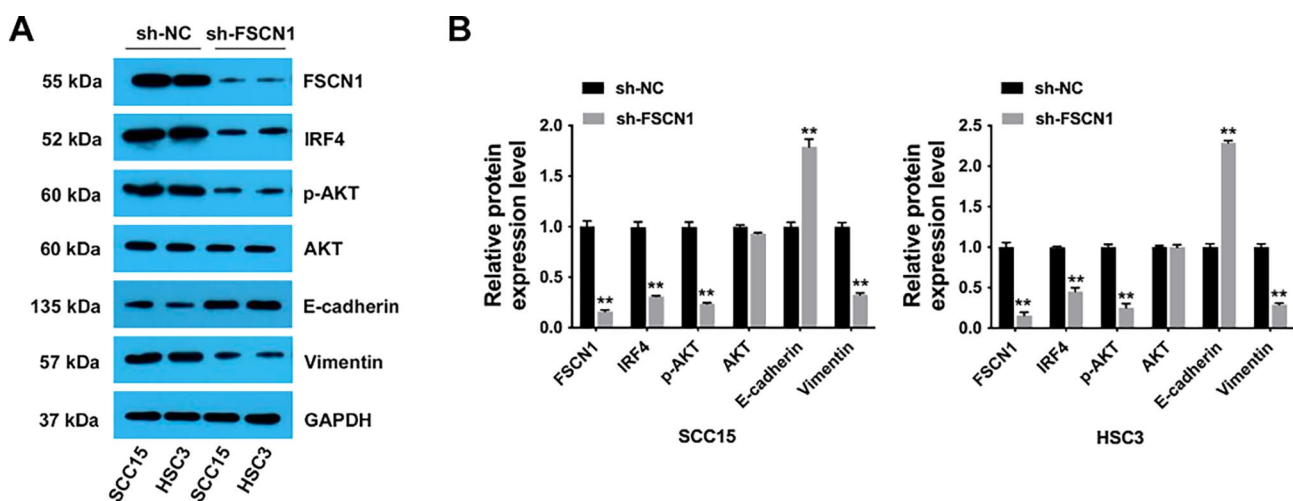 A
sh-NC sh-FSCN1
55 kDa FSCN1
52 kDa IRF4
60 kDa p-AKT
60 kDa AKT
135 kDa E-cadherin
57 kDa Vimentin
37 kDa GAPDH
SCC15 HSC3 SCC15 HSC3
B
sh-NC
sh-FSCN1
Relative protein
expression level
2.0
1.5
1.0
0.5
0.0
** ** ** ** **
FSCN1 IRF4 p-AKT AKT E-cadherin Vimentin
SCC15
sh-NC
sh-FSCN1
Relative protein
expression level
2.5
2.0
1.5
1.0
0.5
0.0
** ** ** ** **
FSCN1 IRF4 p-AKT AKT E-cadherin Vimentin
HSC3